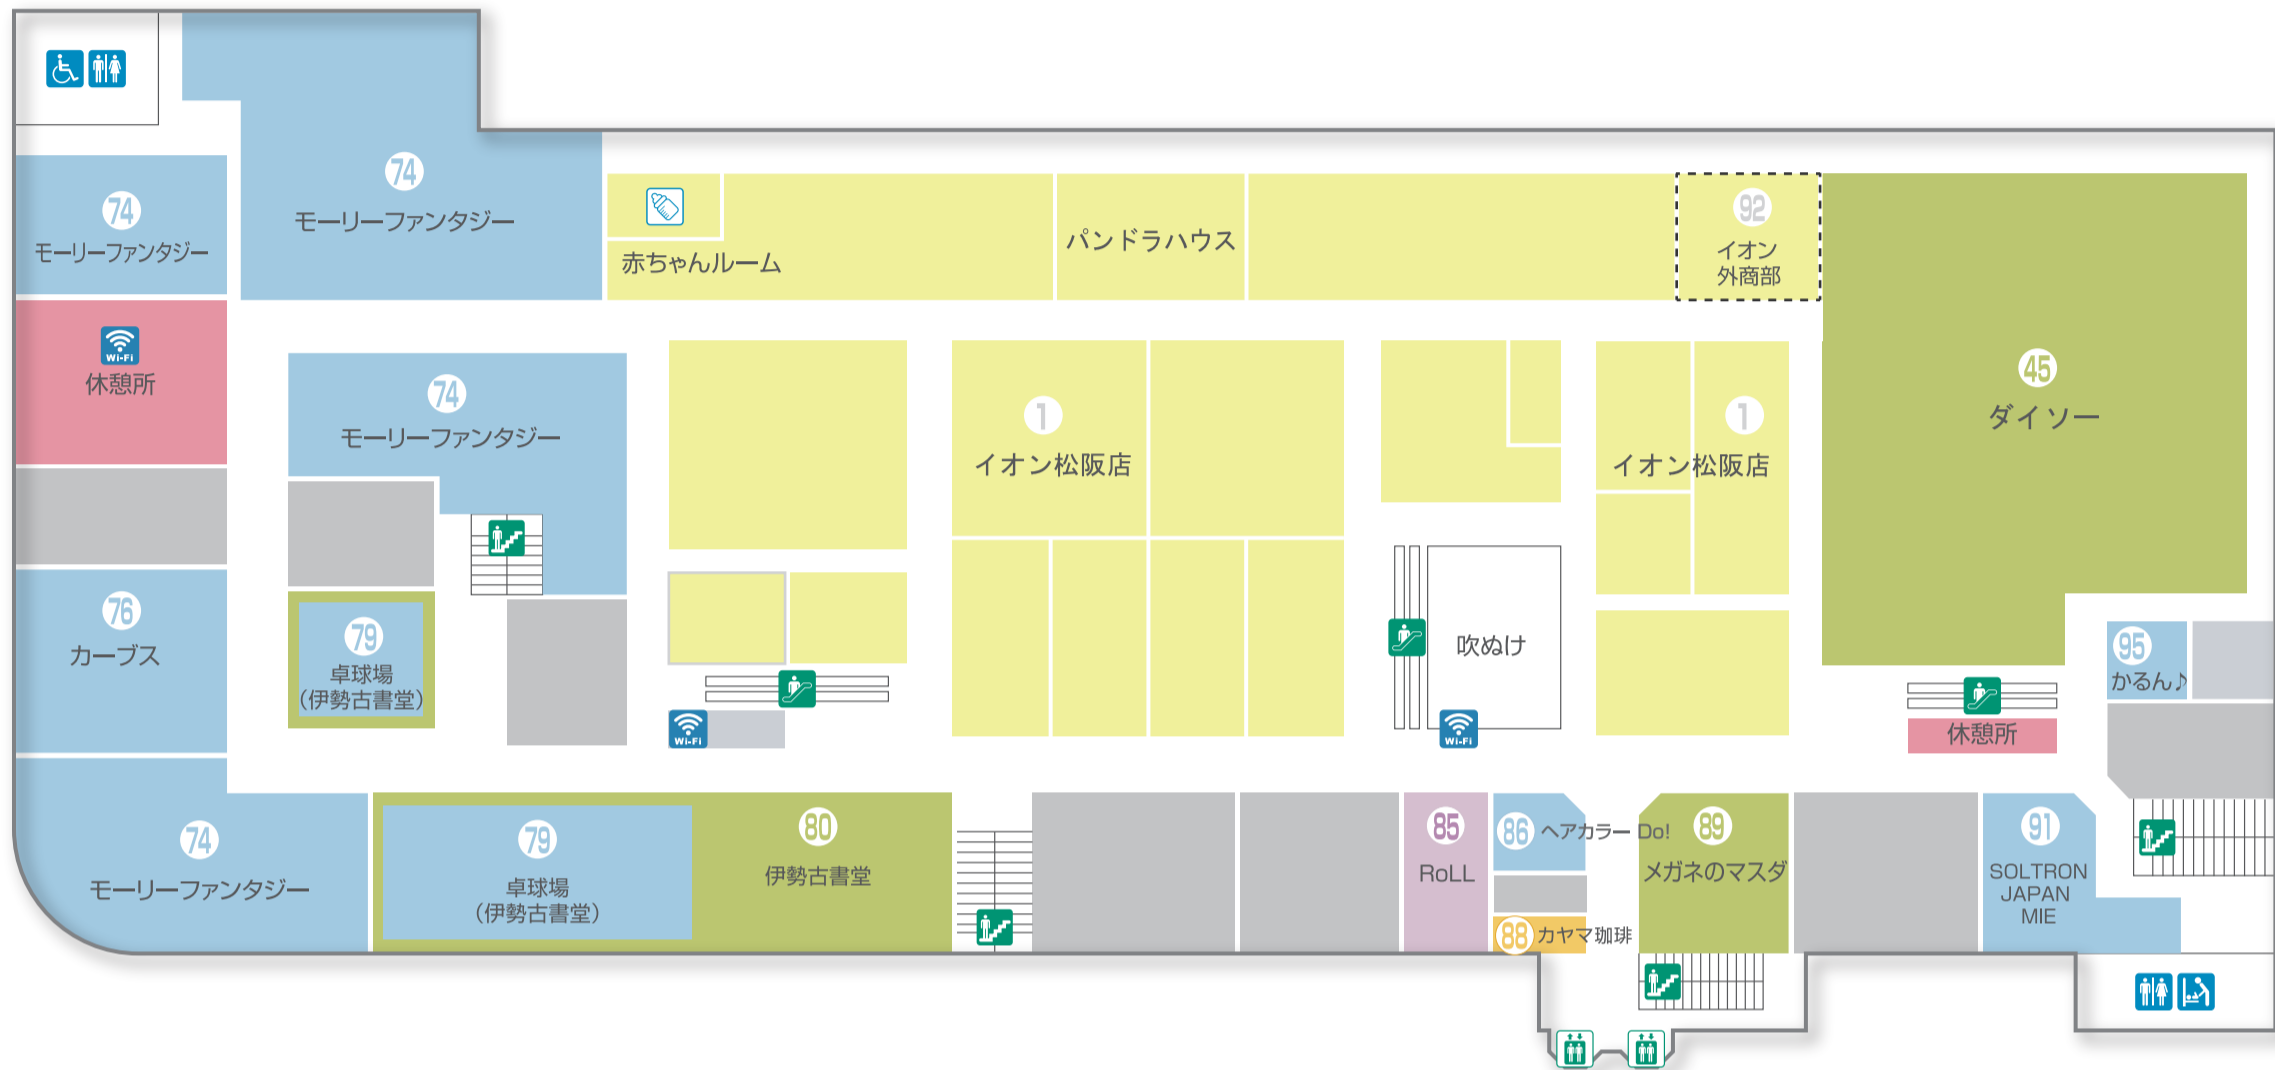 74
モーリーファンタジー
74
モーリーファンタジー
赤ちゃんルーム
パンドラハウス
92
イオン
外商部
Wi-Fi
休憩所
74
モーリーファンタジー
1
イオン松阪店
1
イオン松阪店
45
ダイソー
76
カーブス
79
卓球場
（伊勢古書堂）
吹ぬけ
95
かるん♪
Wi-Fi
Wi-Fi
休憩所
74
モーリーファンタジー
79
卓球場
（伊勢古書堂）
80
伊勢古書堂
85
RoLL
86 ヘアカラー Do!
88 カヤマ珈琲
89
メガネのマスダ
91
SOLTRON
JAPAN
MIE